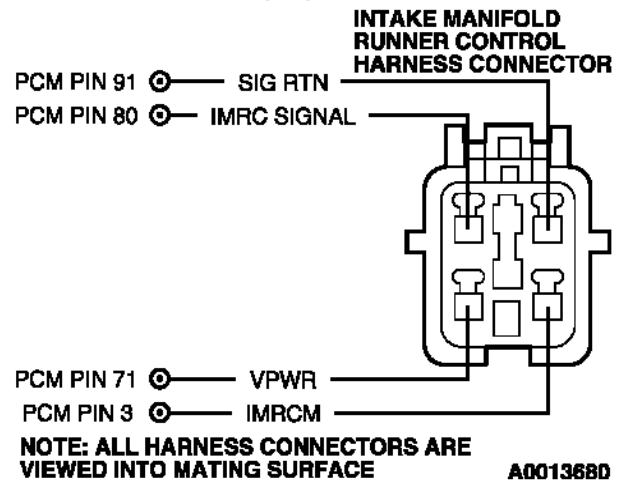 INTAKE MANIFOLD
RUNNER CONTROL
HARNESS CONNECTOR
PCM PIN 91 SIG RTN
PCM PIN 80 IMRC SIGNAL
PCM PIN 71 VPWR
PCM PIN 3 IMRCM
NOTE: ALL HARNESS CONNECTORS ARE
VIEWED INTO MATING SURFACE
A0013680